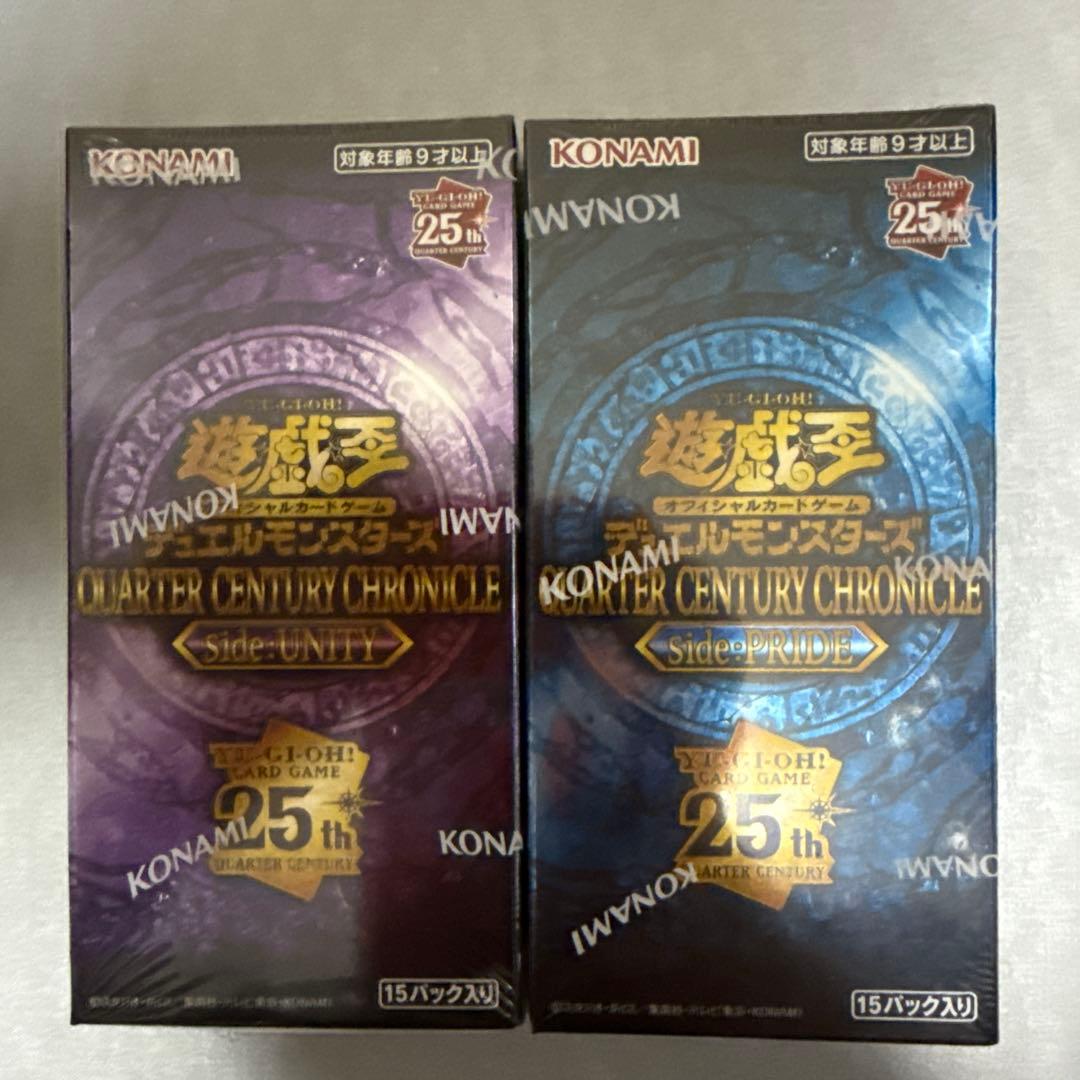 KONAMI
対象年齢9才以上
YU-GI-OH!
CARD GAME
25th
QUARTER CENTURY
YU-GI-OH!
遊戯王
ィシャルカードゲーム
デュエルモンスターズ
QUARTER CENTURY CHRONICLE
side:UNITY
YU-GI-OH!
CARD GAME
25th
QUARTER CENTURY
15パック入り
KONAMI
KONAMI
KONAMI
KONA
KONAMI
対象年齢9才以上
YU-GI-OH!
CARD GAME
25th
QUARTER CENTURY
YU-GI-OH!
遊戯王
オフィシャルカードゲーム
デュエルモンスターズ
QUARTER CENTURY CHRONICLE
side:PRIDE
YU-GI-OH!
CARD GAME
25th
QUARTER CENTURY
15パック入り
KONAMI
KONAMI
KONA
KONAMI